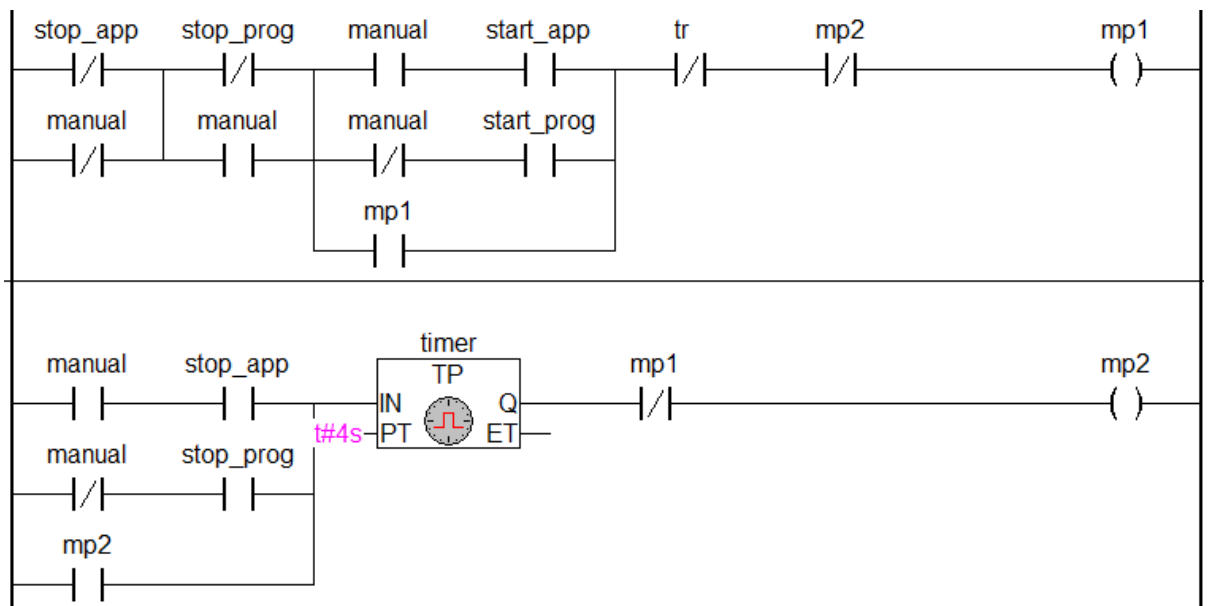 stop_app stop_prog manual start_app tr mp2 mp1
manual manual manual start_prog
mp1
timer
manual stop_app TP mp1 mp2
IN Q
t#4s PT ET
manual stop_prog
mp2